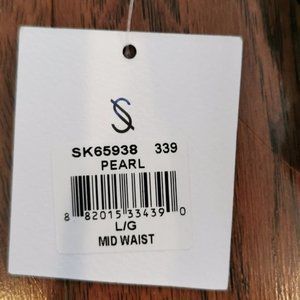 S
SK65938 339
PEARL
8 82015 33439 0
L/G
MID WAIST